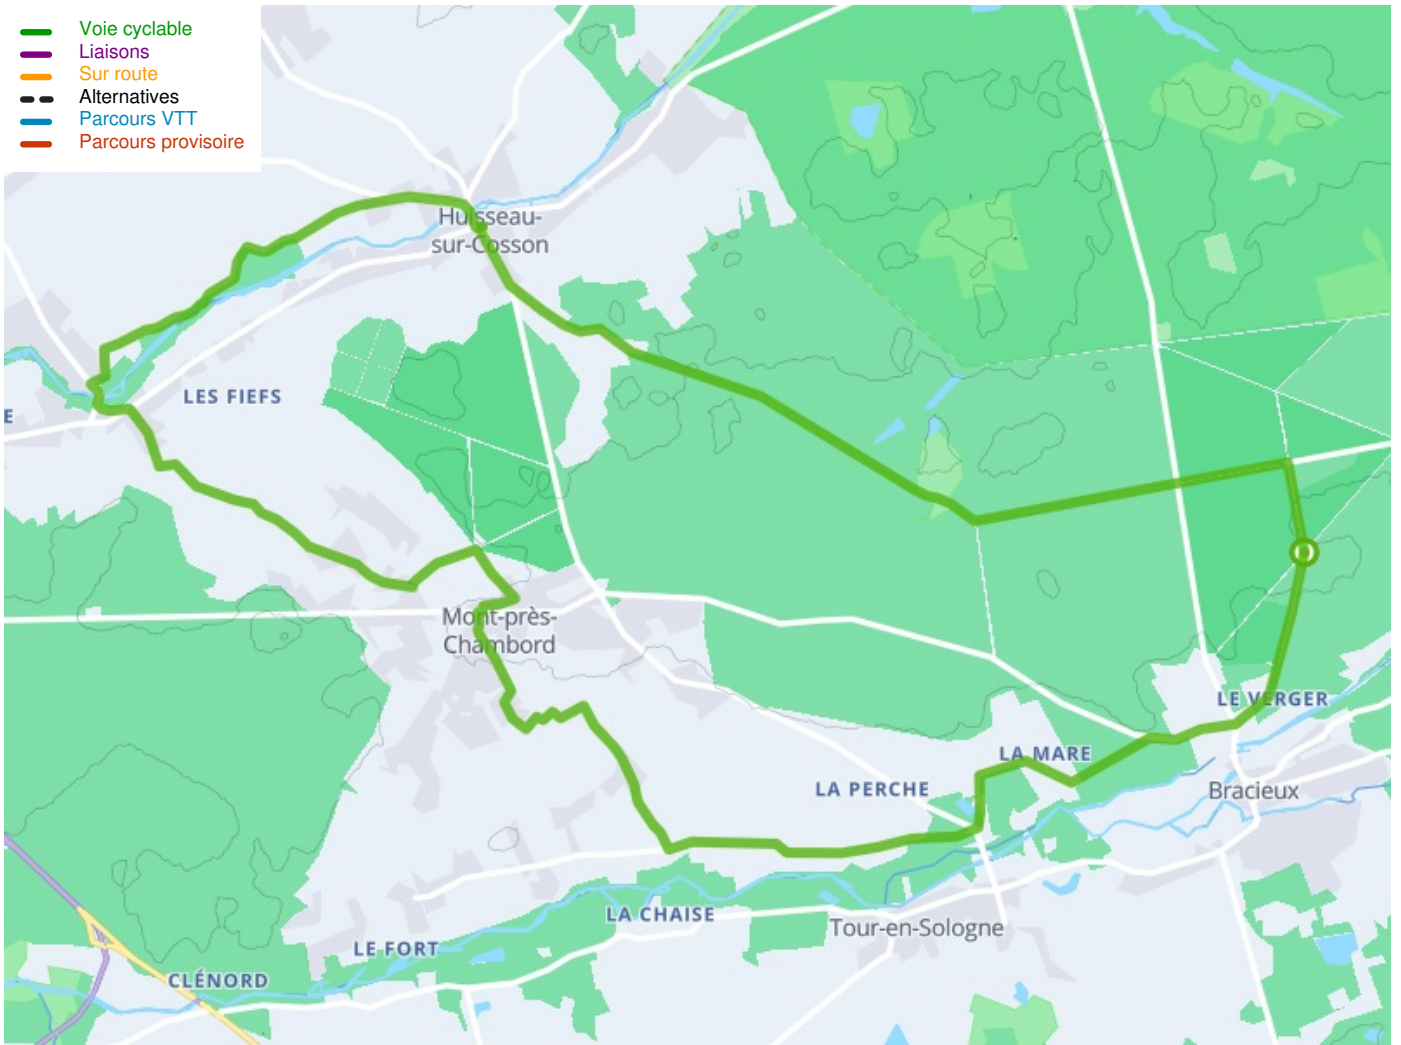 Voie cyclable
Liaisons
Sur route
Alternatives
Parcours VTT
Parcours provisoire
Huisseau-
sur-Cosson
LES FIEFS
E
Mont-près-
Chambord
LE VERGER
LA MARE
LA PERCHE
Bracieux
LA CHAISE
Tour-en-Sologne
LE FORT
CLÉNORD